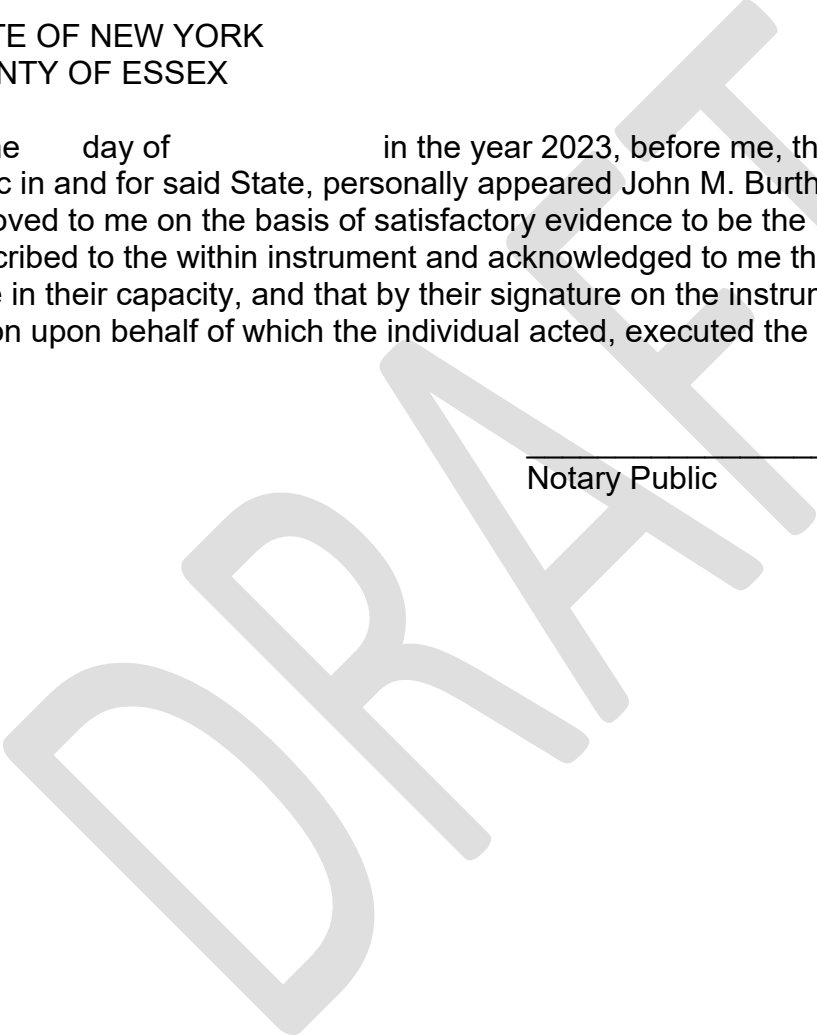 TE OF NEW YORK
NTY OF ESSEX
ne day of in the year 2023, before me, th
c in and for said State, personally appeared John M. Burth
oved to me on the basis of satisfactory evidence to be the
cribed to the within instrument and acknowledged to me th
e in their capacity, and that by their signature on the instrun
on upon behalf of which the individual acted, executed the
Notary Public
DRAFT